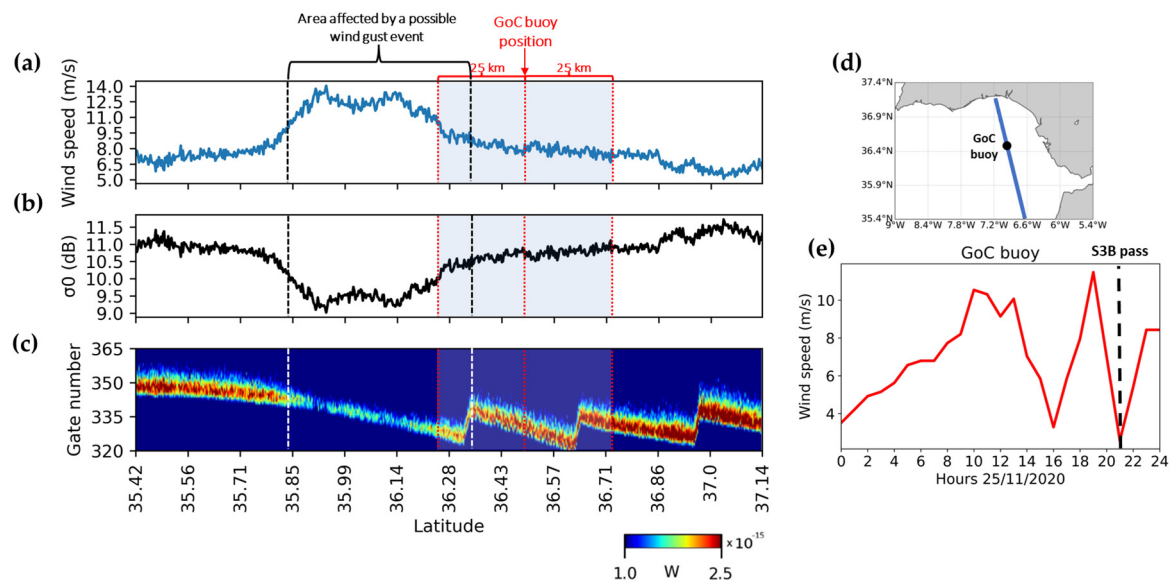 Area affected by a possible
wind gust event
GoC buoy
position
25 km
25 km
(a)
Wind speed (m/s)
14.0
12.5
11.0
9.5
8.0
6.5
5.0
(b)
σ0 (dB)
11.5
11.0
10.5
10.0
9.5
9.0
(c)
Gate number
365
350
335
320
35.42
35.56
35.71
35.85
35.99
36.14
36.28
36.43
36.57
36.71
36.86
37.0
37.14
Latitude
x 10-15
1.0 W 2.5
(d)
37.4°N
36.9°N
36.4°N
35.9°N
35.4°N
GoC
buoy
9°W 8.4°W 7.8°W 7.2°W 6.6°W 6°W 5.4°W
(e)
GoC buoy
S3B pass
Wind speed (m/s)
10
8
6
4
0 2 4 6 8 10 12 14 16 18 20 22 24
Hours 25/11/2020